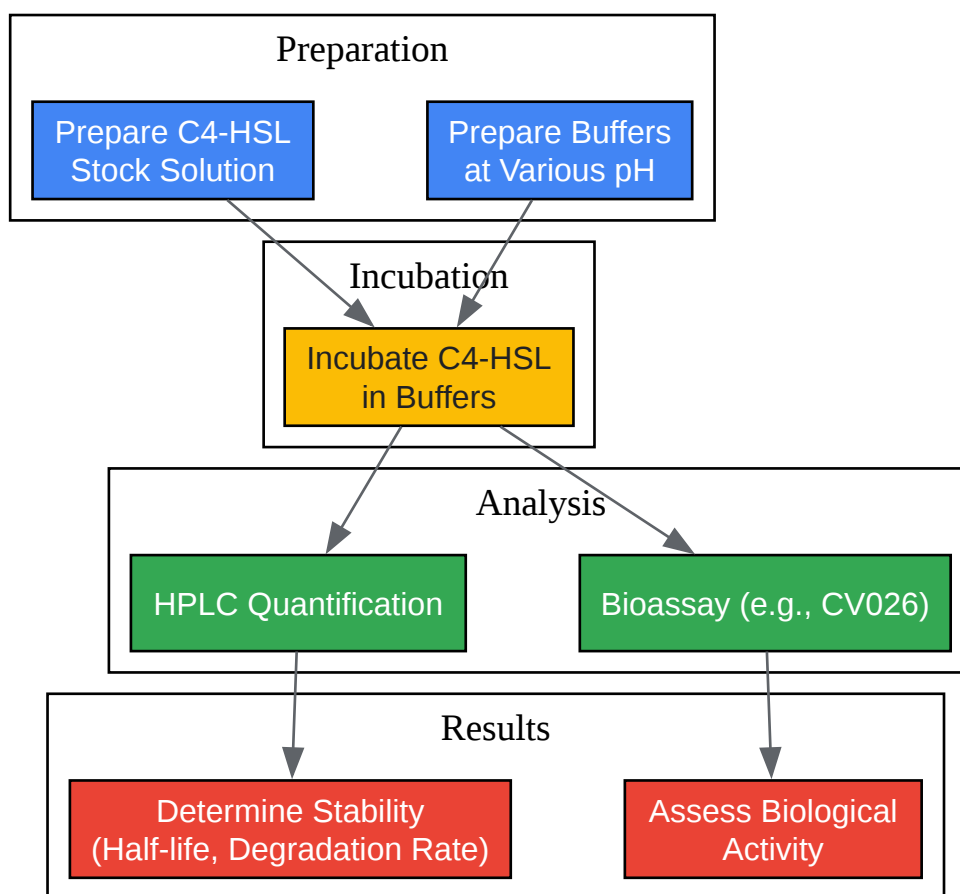 Preparation
Prepare C4-HSL
Stock Solution
Prepare Buffers
at Various pH
Incubation
Incubate C4-HSL
in Buffers
Analysis
HPLC Quantification
Bioassay (e.g., CV026)
Results
Determine Stability
(Half-life, Degradation Rate)
Assess Biological
Activity